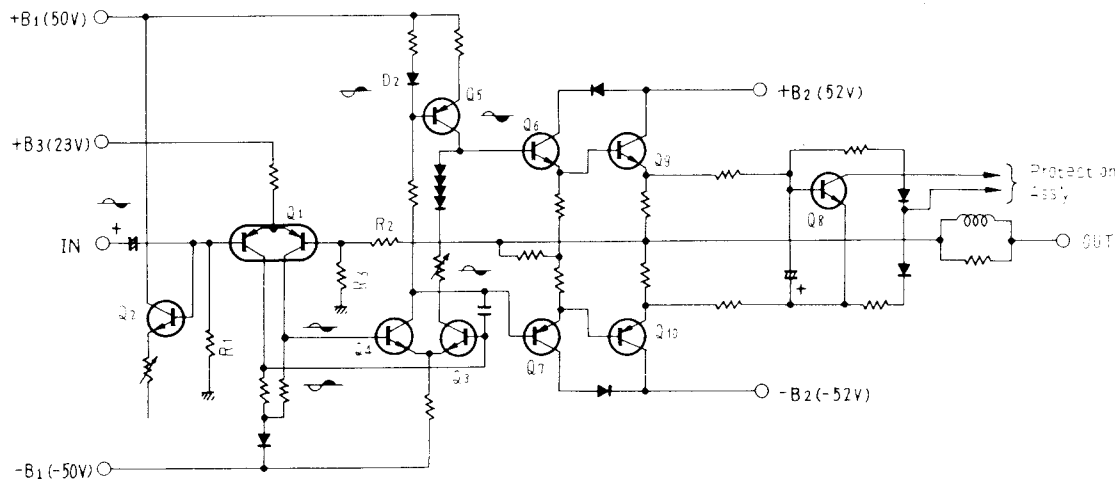 +B1(50V)
D2
Q5
Q6
+B2(52V)
+B3(23V)
Q9
Protection
Ass'y
Q8
Q1
R2
IN
+
OUT
R3
Q2
+
R1
Q4
Q3
Q7
Q10
-B2(-52V)
-B1(-50V)